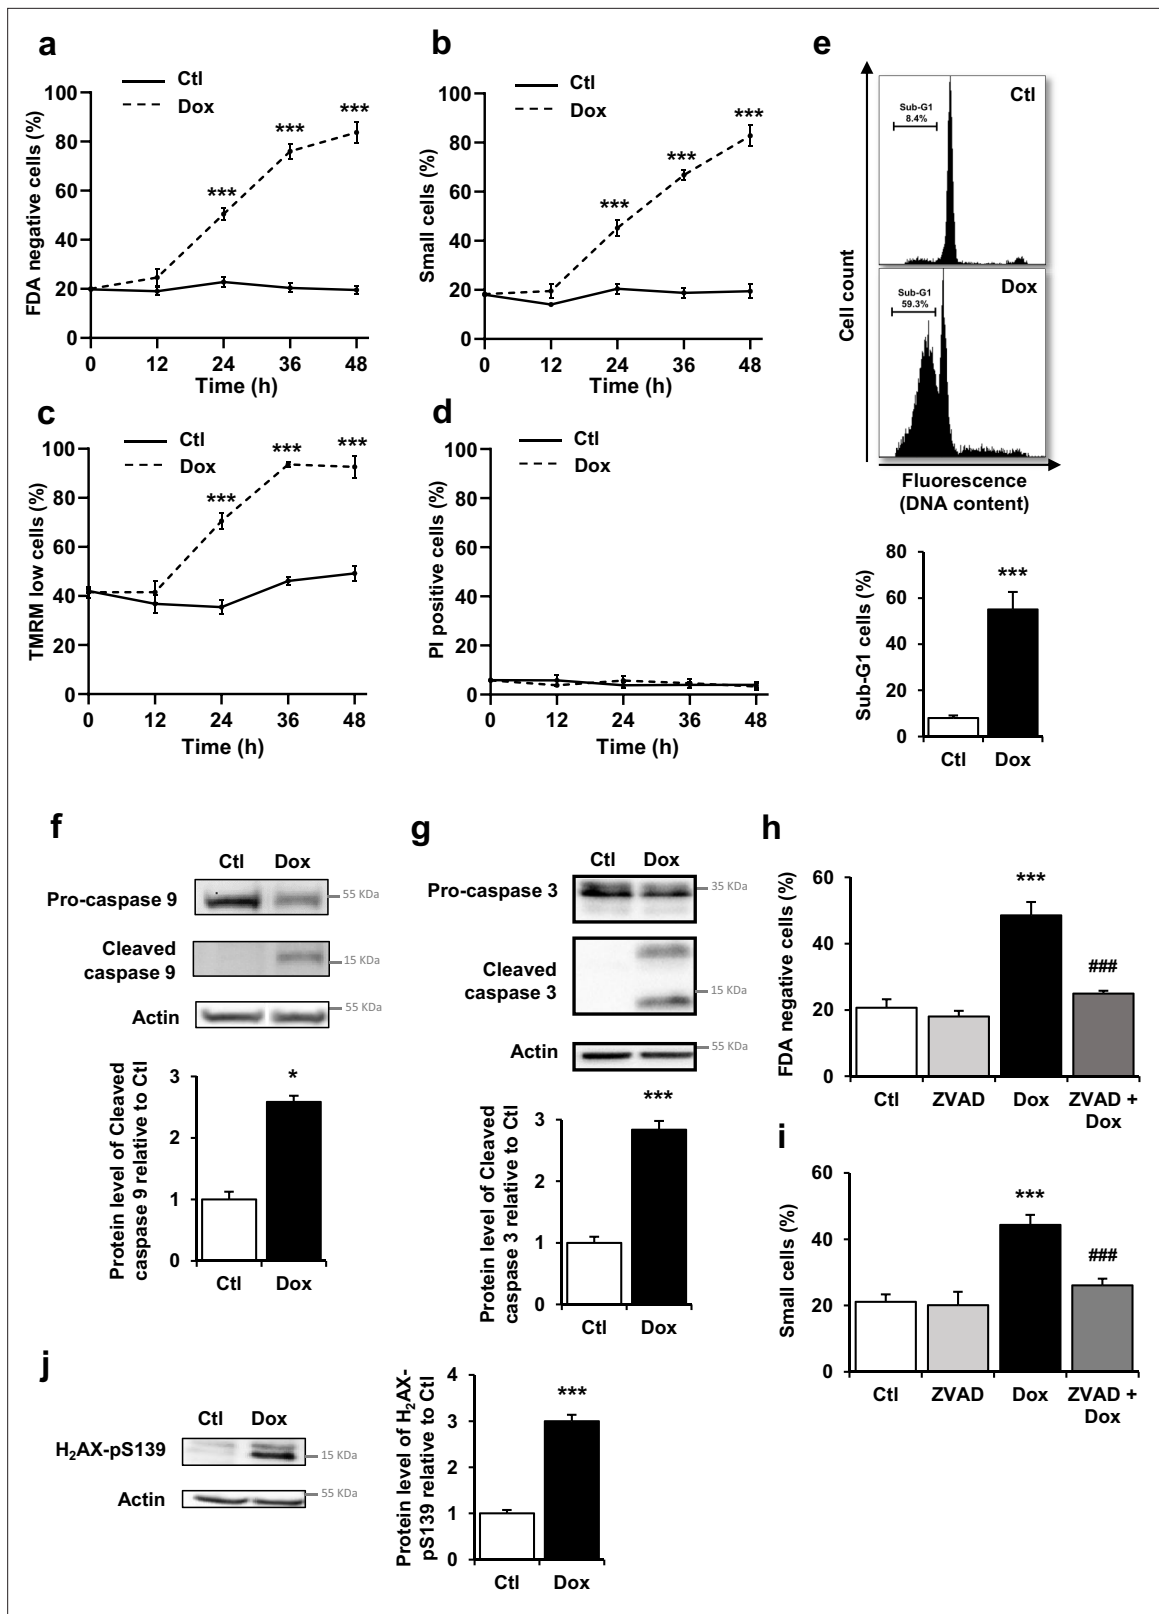 a
Ctl
Dox
FDA negative cells (%)
100
80
60
40
20
0
***
***
***
0 12 24 36 48
Time (h)
b
Ctl
Dox
Small cells (%)
100
80
60
40
20
0
***
***
***
0 12 24 36 48
Time (h)
c
Ctl
Dox
TMRM low cells (%)
100
80
60
40
20
0
***
***
***
0 12 24 36 48
Time (h)
d
Ctl
Dox
PI positive cells (%)
100
80
60
40
20
0
0 12 24 36 48
Time (h)
e
Cell count
Ctl
Sub-G1
8.4%
Dox
Sub-G1
59.3%
Fluorescence
(DNA content)
Sub-G1 cells (%)
80
60
40
20
0
***
Ctl Dox
f
Ctl Dox
Pro-caspase 9
55 KDa
Cleaved
caspase 9
15 KDa
Actin
55 KDa
Protein level of Cleaved
caspase 9 relative to Ctl
3
2
1
0
*
Ctl Dox
g
Ctl Dox
Pro-caspase 3
35 KDa
Cleaved
caspase 3
15 KDa
Actin
55 KDa
Protein level of Cleaved
caspase 3 relative to Ctl
3
2
1
0
***
Ctl Dox
h
FDA negative cells (%)
60
40
20
0
***
###
Ctl ZVAD Dox ZVAD +
Dox
i
Small cells (%)
60
40
20
0
***
###
Ctl ZVAD Dox ZVAD +
Dox
j
Ctl Dox
H₂AX-pS139
15 KDa
Actin
55 KDa
Protein level of H₂AX-
pS139 relative to Ctl
4
3
2
1
0
***
Ctl Dox